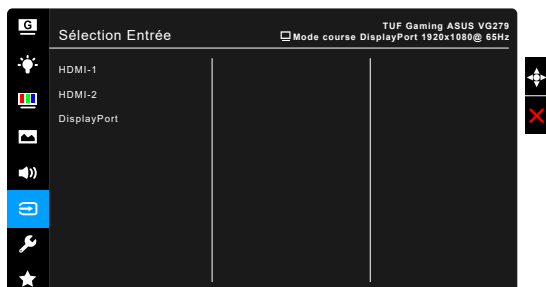 G
Sélection Entrée
TUF Gaming ASUS VG279
Mode course DisplayPort 1920x1080@ 65Hz
HDMI-1
HDMI-2
DisplayPort